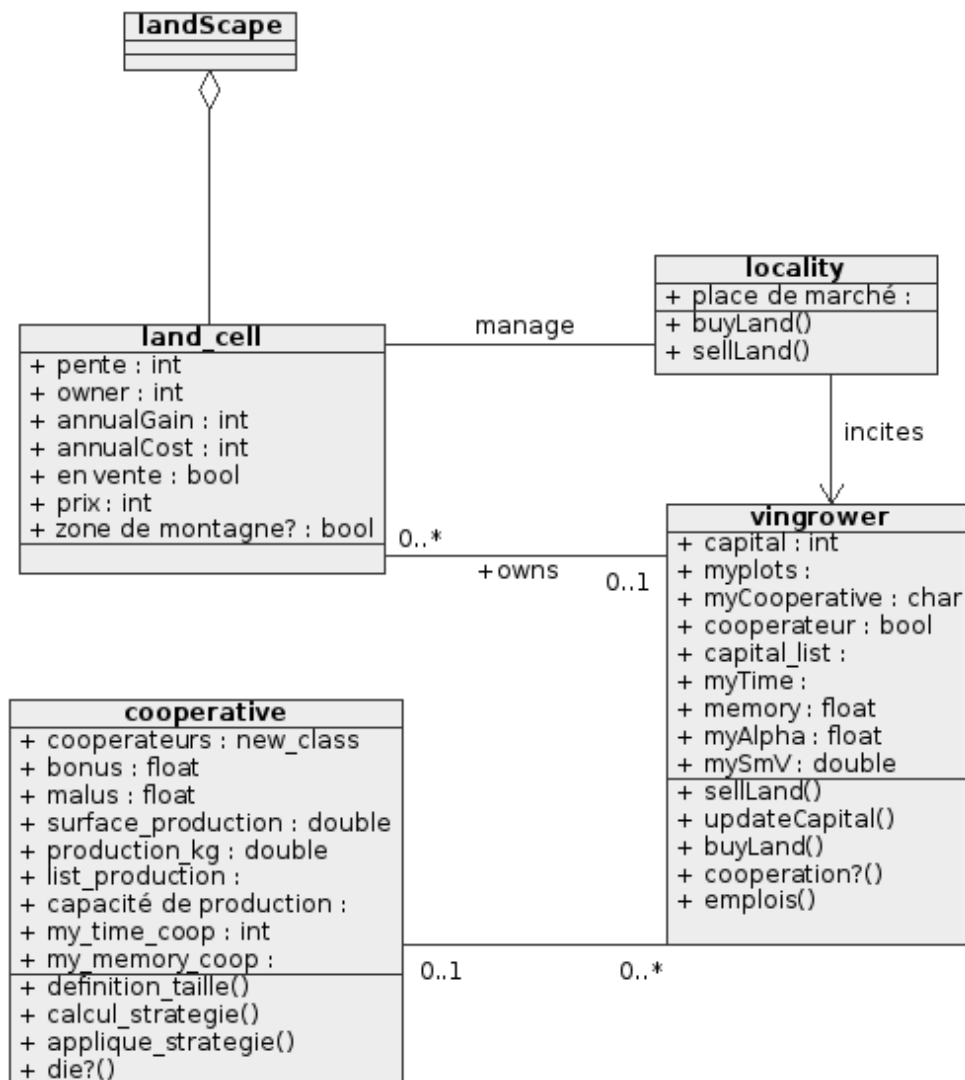 landScape
locality
+ place de marché :
+ buyLand()
+ sellLand()
manage
land_cell
+ pente : int
+ owner : int
+ annualGain : int
+ annualCost : int
+ en vente : bool
+ prix : int
+ zone de montagne? : bool
incites
0..*
+owns
0..1
vingrower
+ capital : int
+ myplots :
+ myCooperative : char
+ cooperateur : bool
+ capital_list :
+ myTime :
+ memory : float
+ myAlpha : float
+ mySmV : double
+ sellLand()
+ updateCapital()
+ buyLand()
+ cooperation?()
+ emplois()
cooperative
+ cooperateurs : new_class
+ bonus : float
+ malus : float
+ surface_production : double
+ production_kg : double
+ list_production :
+ capacité de production :
+ my_time_coop : int
+ my_memory_coop :
+ definition_taille()
+ calcul_strategie()
+ applique_strategie()
+ die?()
0..1
0..*